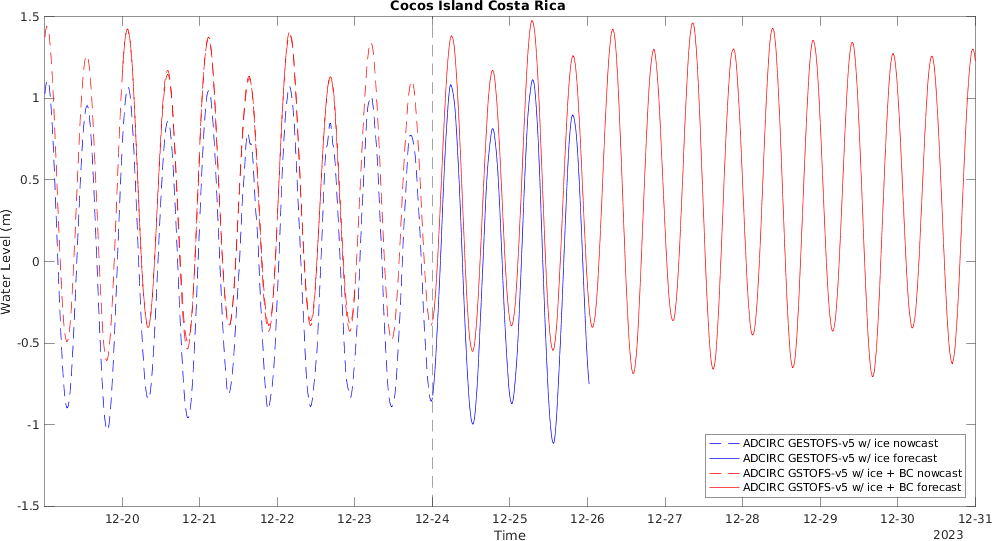 Cocos Island Costa Rica
1.5
1
0.5
0
-0.5
-1
-1.5
Water Level (m)
12-20 12-21 12-22 12-23 12-24 12-25 12-26 12-27 12-28 12-29 12-30 12-31
Time
2023
ADCIRC GESTOFS-v5 w/ ice nowcast
ADCIRC GESTOFS-v5 w/ ice forecast
ADCIRC GSTOFS-v5 w/ ice + BC nowcast
ADCIRC GSTOFS-v5 w/ ice + BC forecast